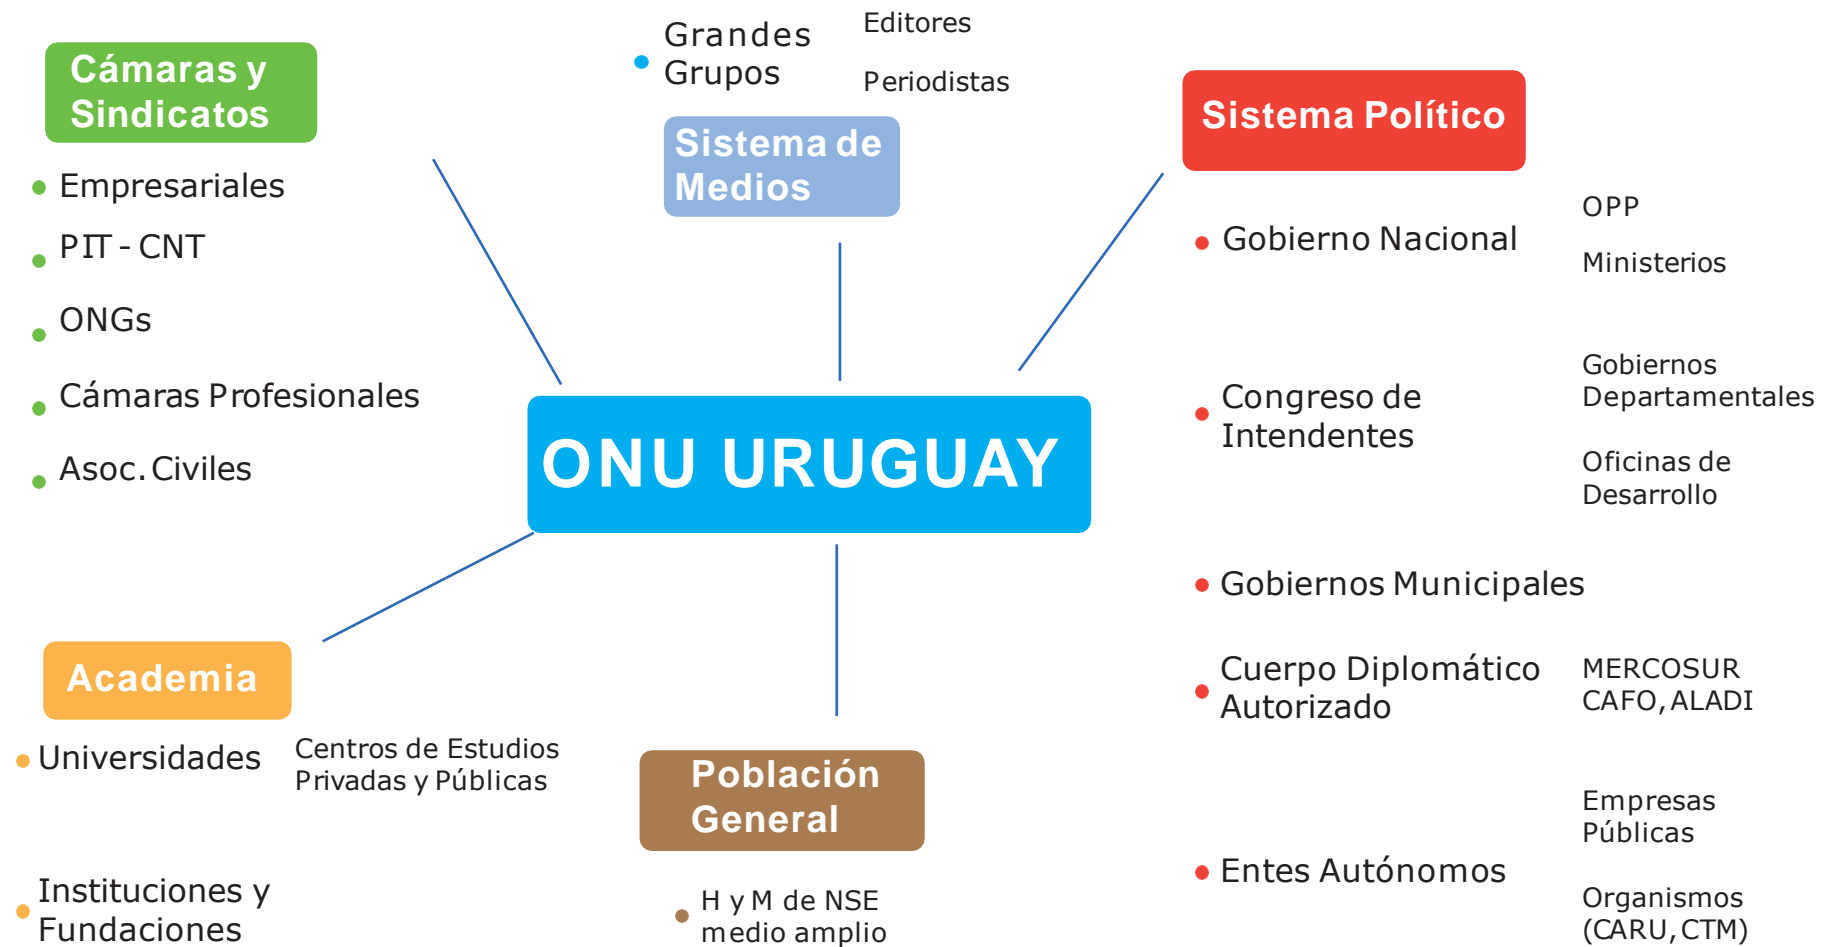 Cámaras y
Sindicatos
Empresariales
PIT - CNT
ONGs
Cámaras Profesionales
Asoc. Civiles
Grandes
Grupos
Editores
Periodistas
Sistema de
Medios
Sistema Político
Gobierno Nacional
OPP
Ministerios
Congreso de
Intendentes
Gobiernos
Departamentales
Oficinas de
Desarrollo
Gobiernos Municipales
Cuerpo Diplomático
Autorizado
MERCOSUR
CAFO, ALADI
Entes Autónomos
Empresas
Públicas
Organismos
(CARU, CTM)
ONU URUGUAY
Academia
Universidades
Centros de Estudios
Privadas y Públicas
Instituciones y
Fundaciones
Población
General
H y M de NSE
medio amplio